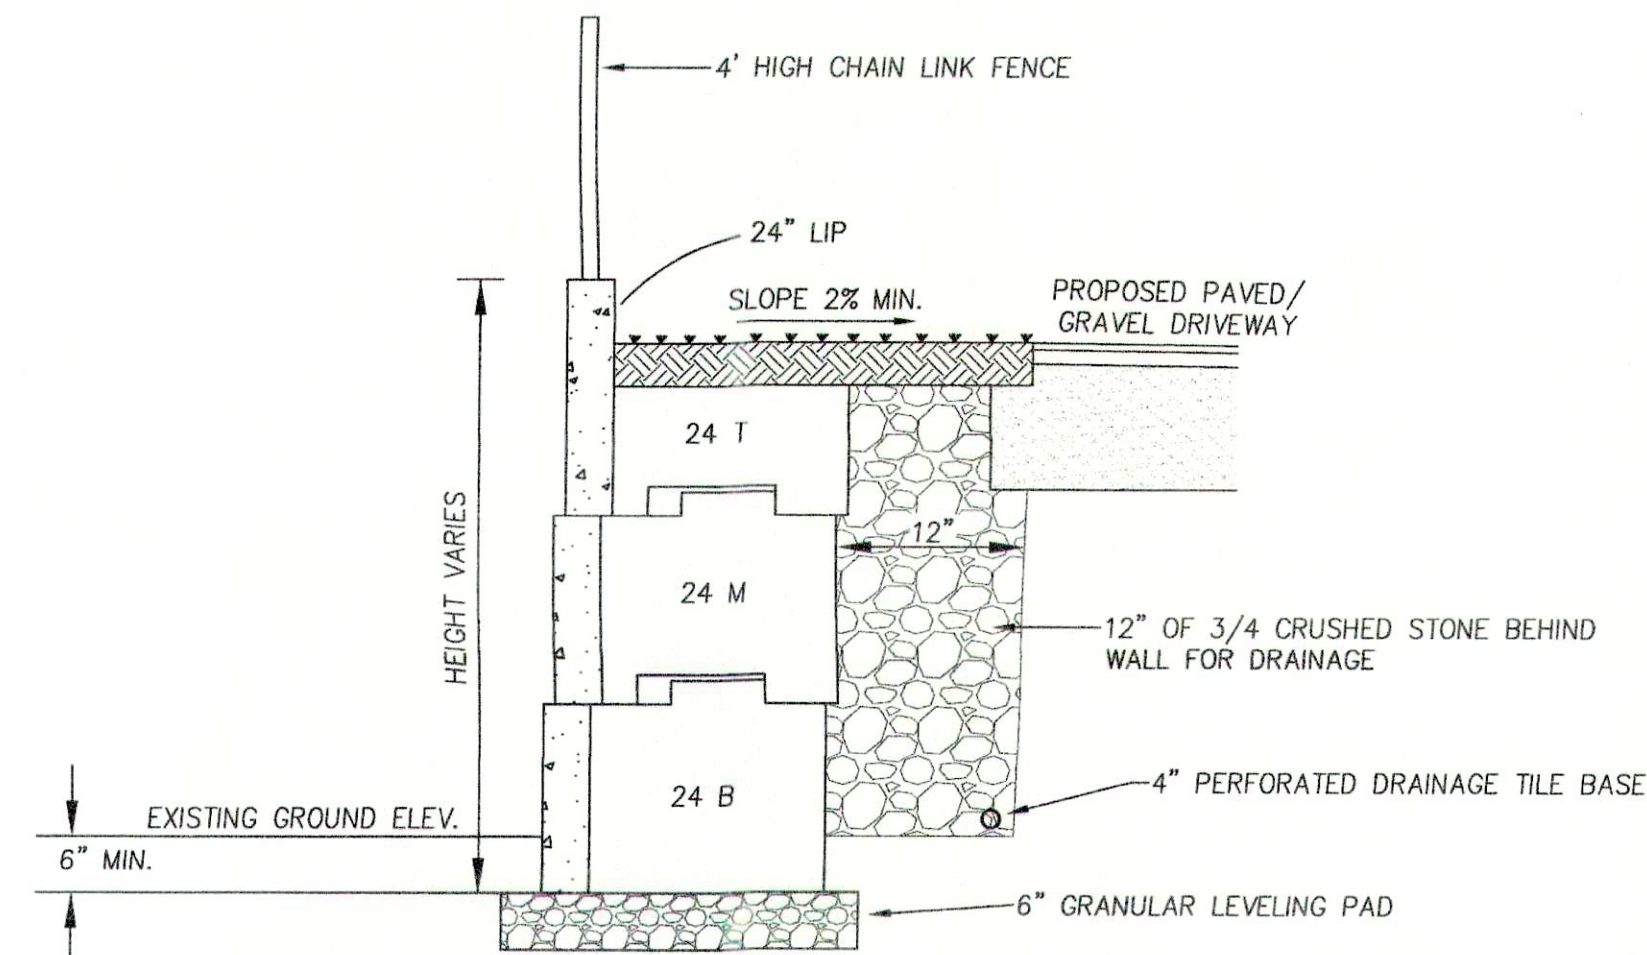 4' HIGH CHAIN LINK FENCE
24" LIP
SLOPE 2% MIN.
PROPOSED PAVED/
GRAVEL DRIVEWAY
24 T
HEIGHT VARIES
12"
24 M
12" OF 3/4 CRUSHED STONE BEHIND
WALL FOR DRAINAGE
24 B
4" PERFORATED DRAINAGE TILE BASE
EXISTING GROUND ELEV.
6" MIN.
6" GRANULAR LEVELING PAD